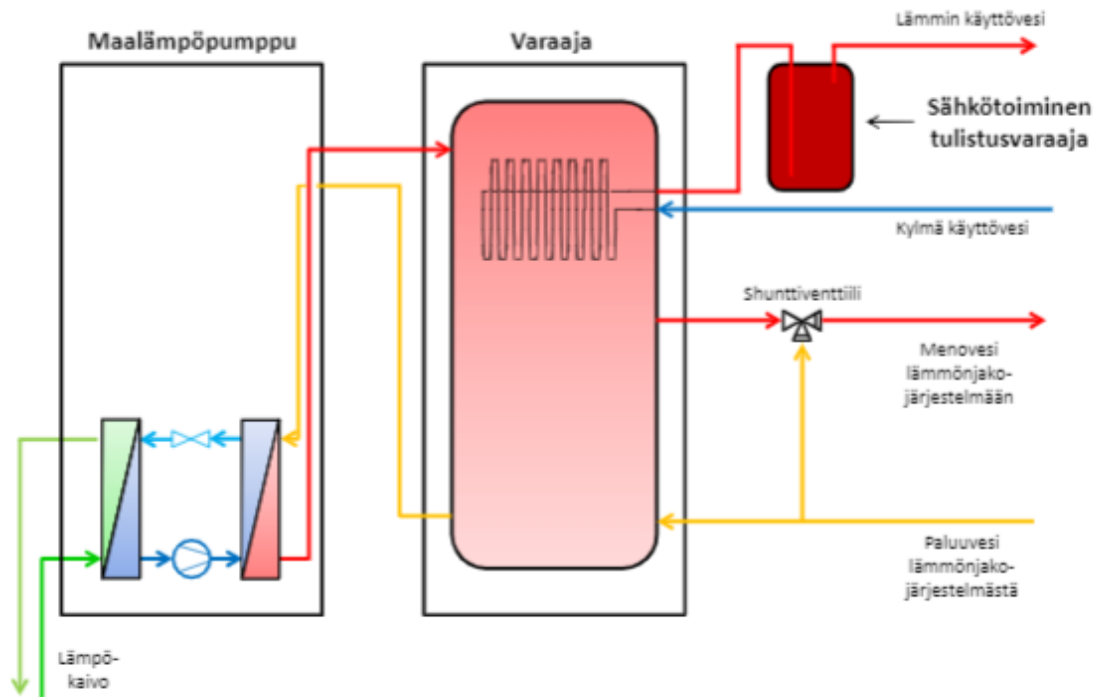 Maalämpöpumppu
Varaaja
Lämmin käyttövesi
Sähkötoiminen
tulistusvaraaja
Kylmä käyttövesi
Shunttiventtiili
Menovesi
lämmönjako-
järjestelmään
Paluuvesi
lämmönjako-
järjestelmästä
Lämpö-
kaivo